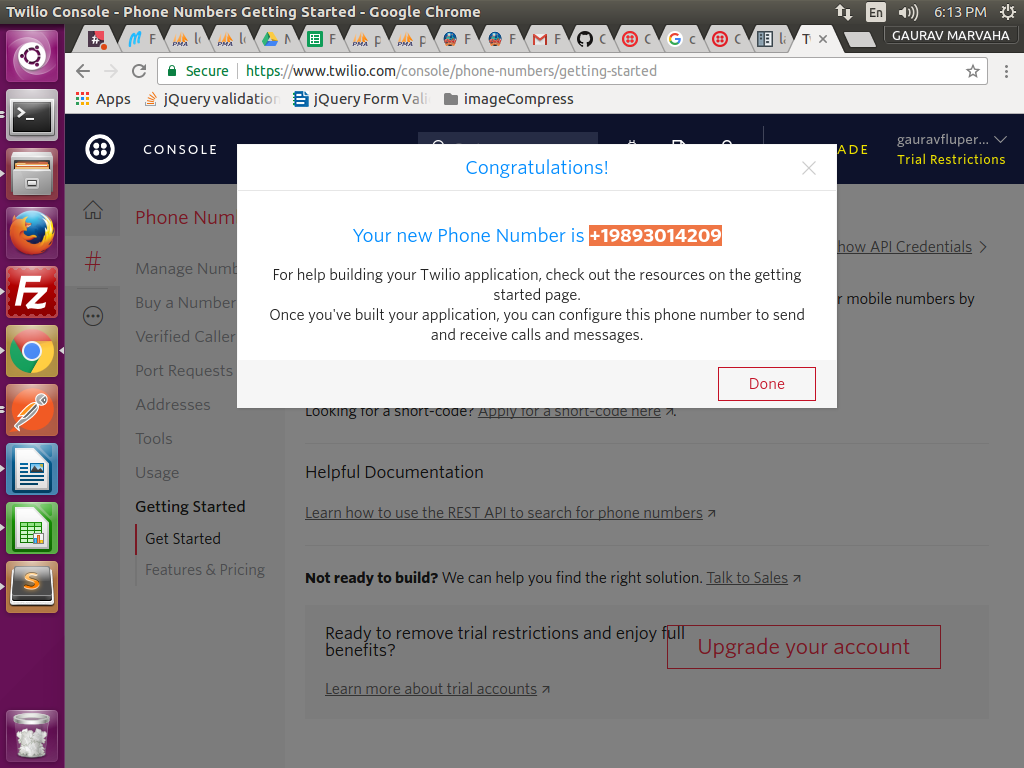 Twilio Console - Phone Numbers Getting Started - Google Chrome
En
6:13 PM
GAURAV MARVAHA
Secure
https://www.twilio.com/console/phone-numbers/getting-started
Apps
jQuery validation
jQuery Form Vali
imageCompress
CONSOLE
ADE
gauravfluper...
Trial Restrictions
Congratulations!
Your new Phone Number is +19893014209
For help building your Twilio application, check out the resources on the getting
started page.
Once you've built your application, you can configure this phone number to send
and receive calls and messages.
Done
Phone Num
Manage Numb
Buy a Number
Verified Caller
Port Requests
Addresses
Tools
Usage
Getting Started
Get Started
Features & Pricing
how API Credentials
r mobile numbers by
Looking for a short-code? Apply for a short-code here
Helpful Documentation
Learn how to use the REST API to search for phone numbers
Not ready to build? We can help you find the right solution. Talk to Sales
Ready to remove trial restrictions and enjoy full
benefits?
Upgrade your account
Learn more about trial accounts